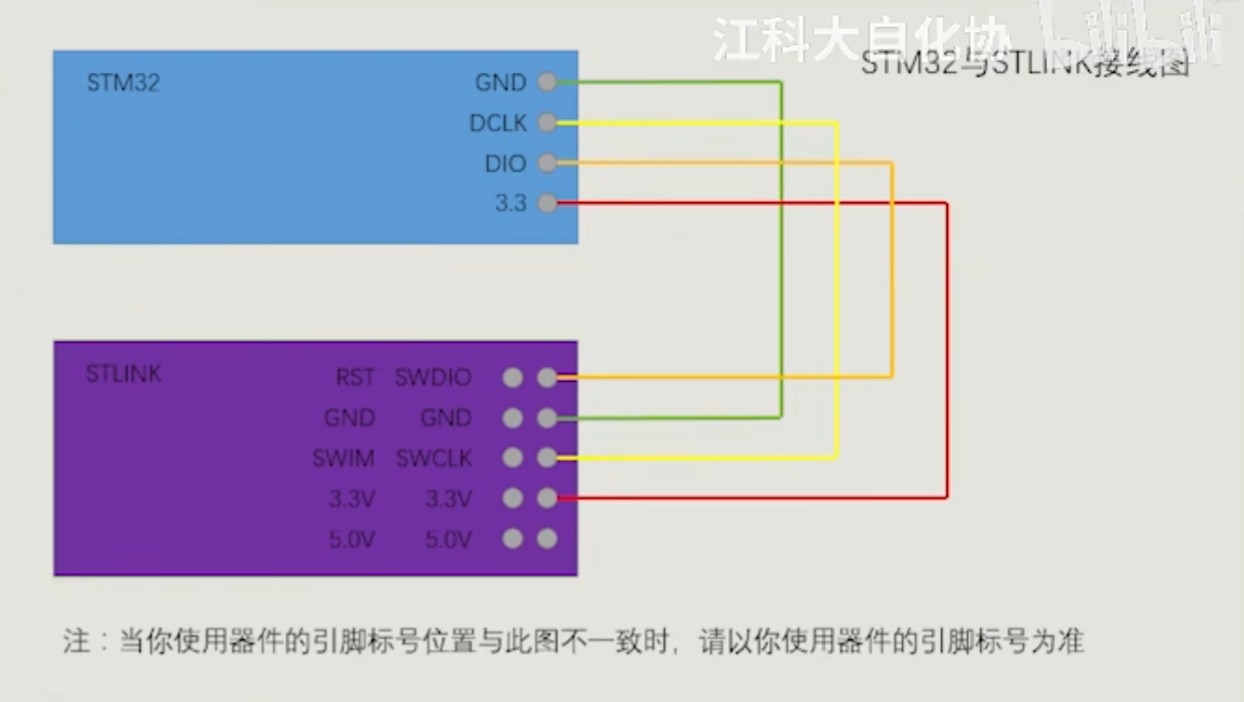 江科大自化协 bilibili
STM32与STLINK接线图
STM32 GND
DCLK
DIO
3.3
STLINK RST SWDIO
GND GND
SWIM SWCLK
3.3V 3.3V
5.0V 5.0V
注：当你使用器件的引脚标号位置与此图不一致时，请以你使用器件的引脚标号为准